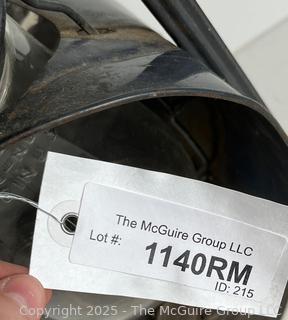 The McGuire Group LLC
Lot #: 1140RM
ID: 215
Copyright © 2025 - The McGuire Group LLC